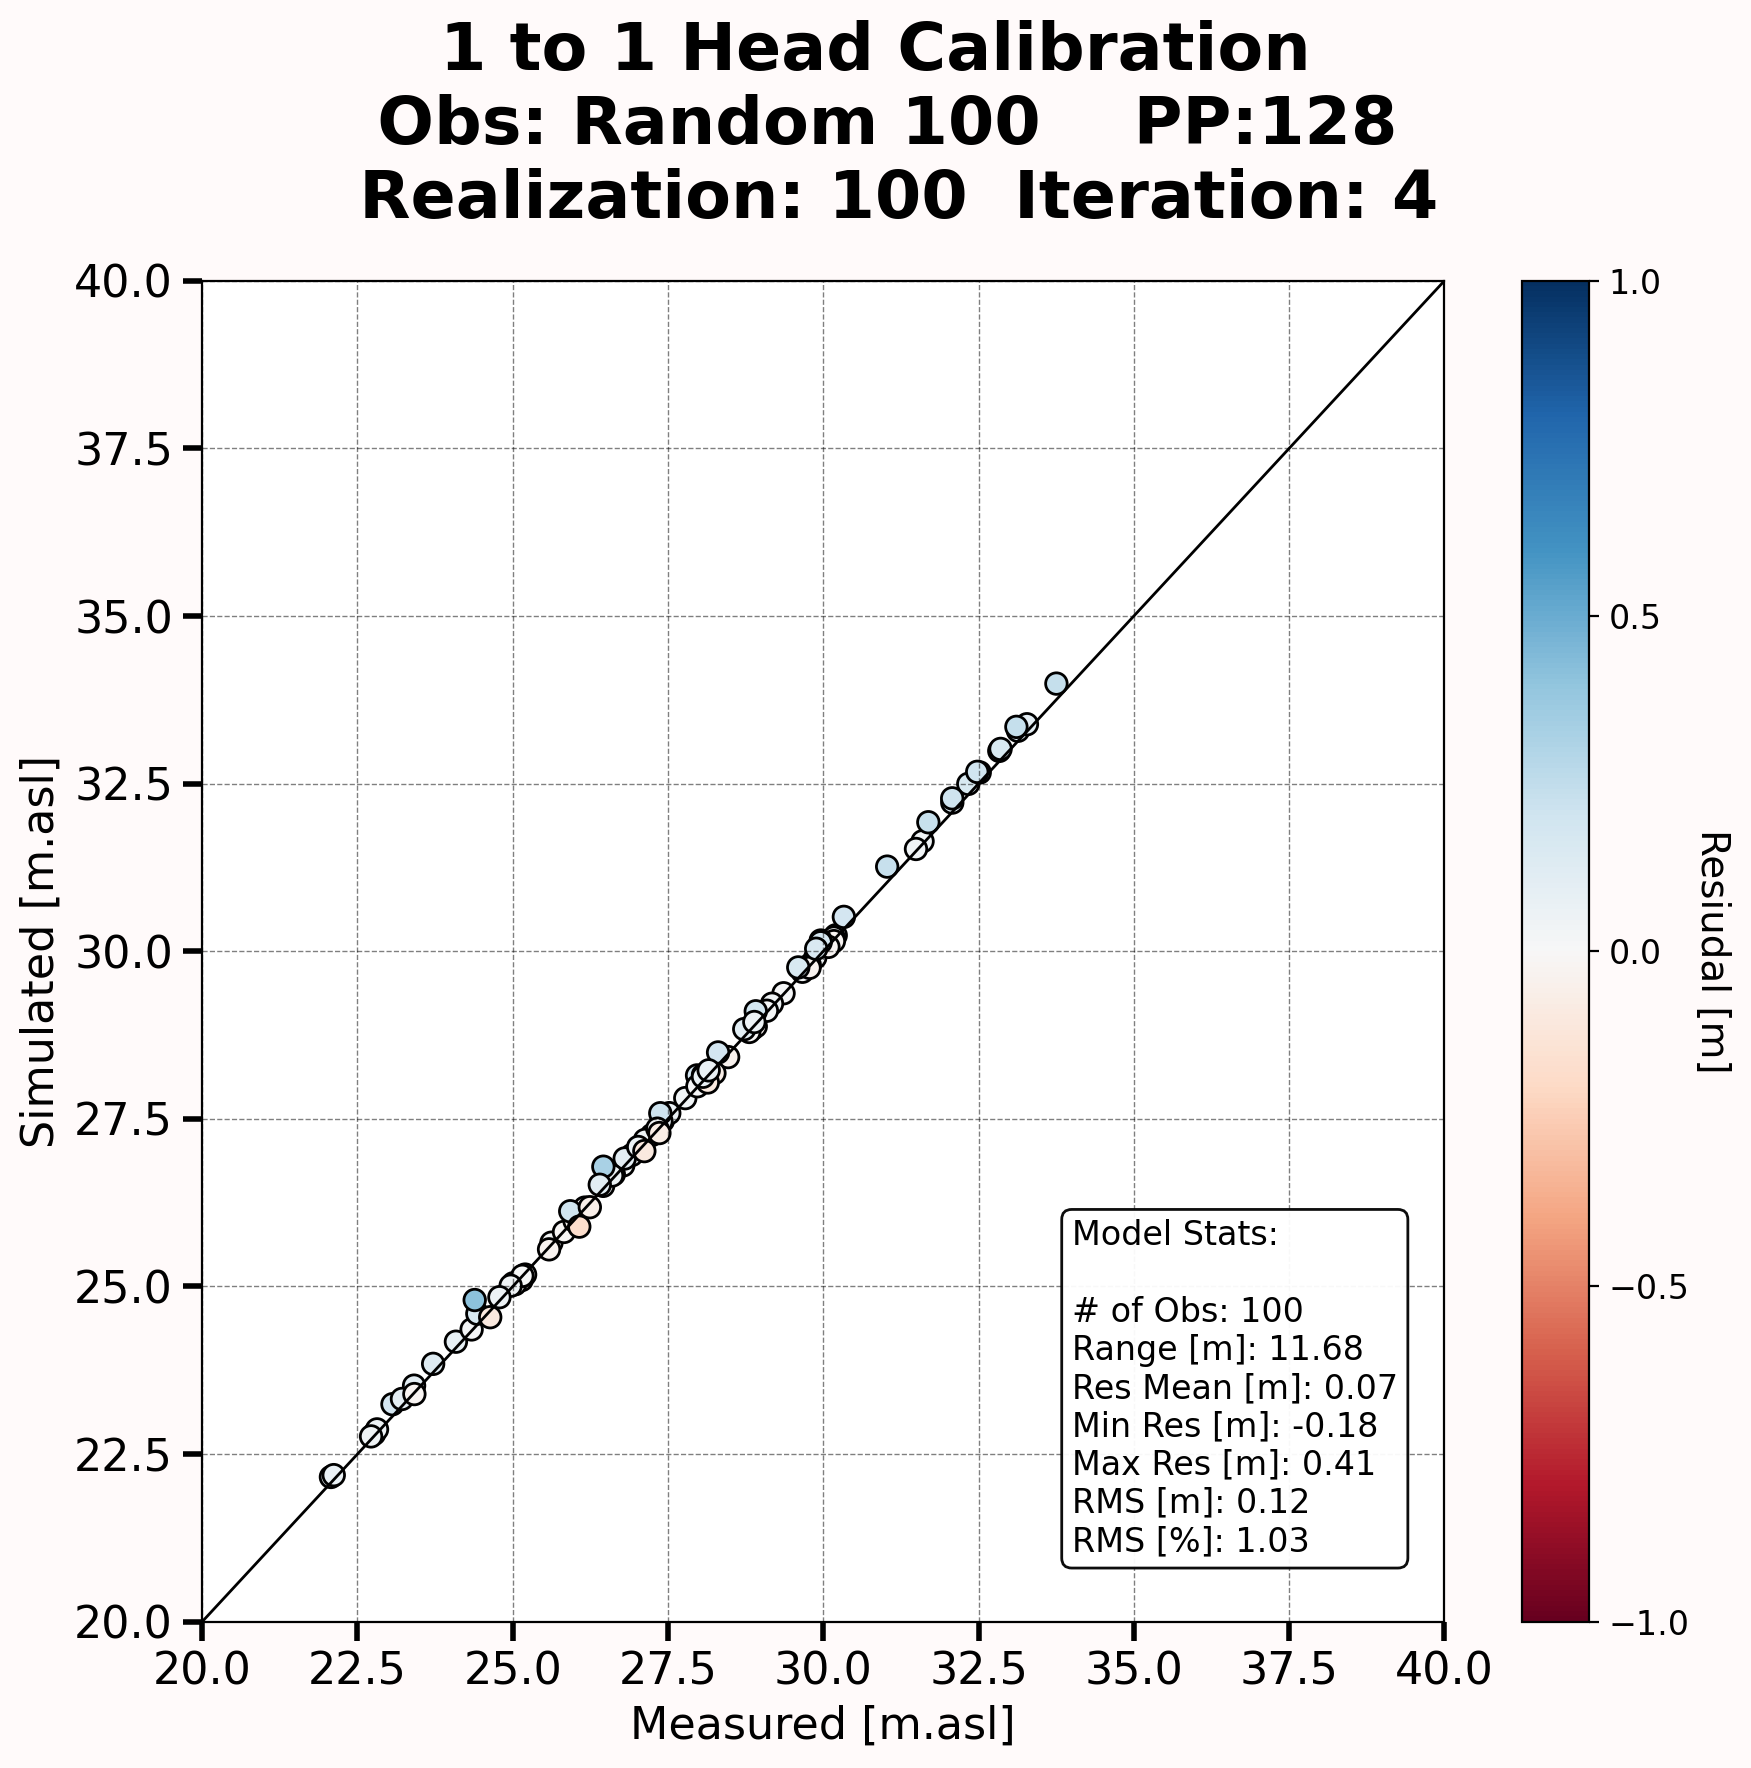 1 to 1 Head Calibration
Obs: Random 100    PP:128
Realization: 100  Iteration: 4
40.0
37.5
35.0
32.5
30.0
27.5
25.0
22.5
20.0
Simulated [m.asl]
20.0 22.5 25.0 27.5 30.0 32.5 35.0 37.5 40.0
Measured [m.asl]
Model Stats:
# of Obs: 100
Range [m]: 11.68
Res Mean [m]: 0.07
Min Res [m]: -0.18
Max Res [m]: 0.41
RMS [m]: 0.12
RMS [%]: 1.03
1.0
0.5
0.0
−0.5
−1.0
Resiudal [m]